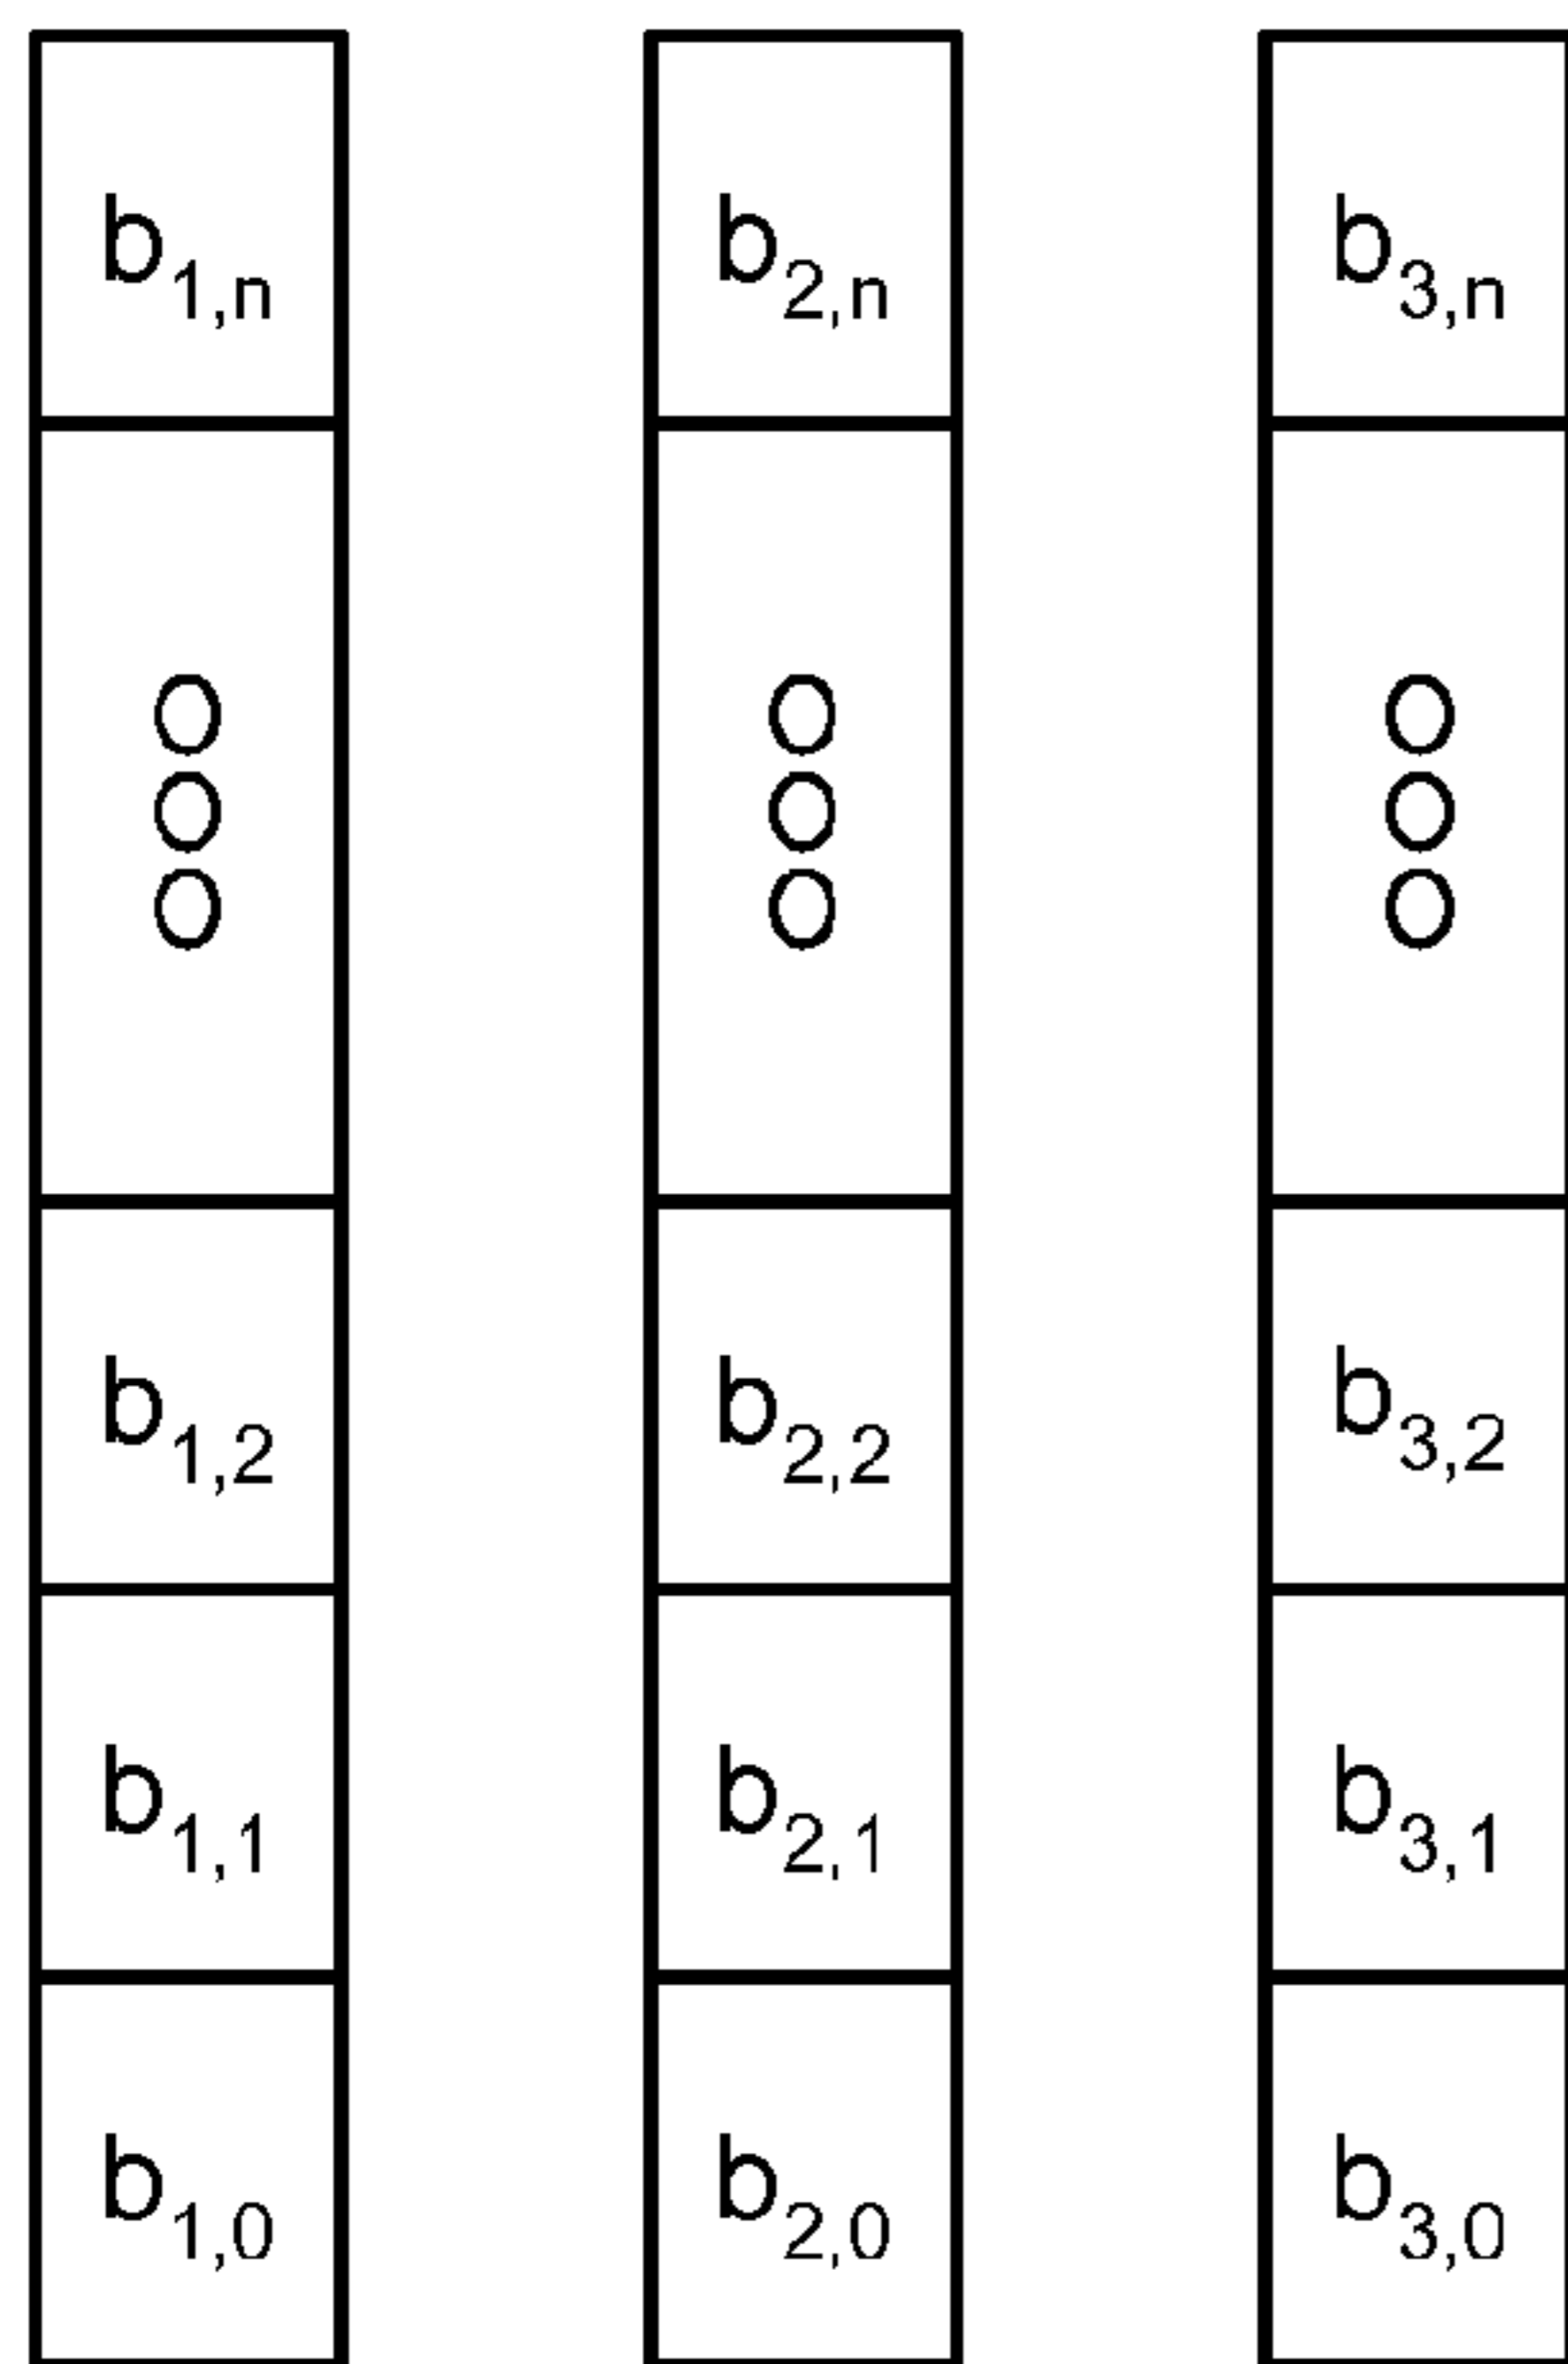 b1,n b2,n b3,n
o o o
o o o
o o o
b1,2 b2,2 b3,2
b1,1 b2,1 b3,1
b1,0 b2,0 b3,0